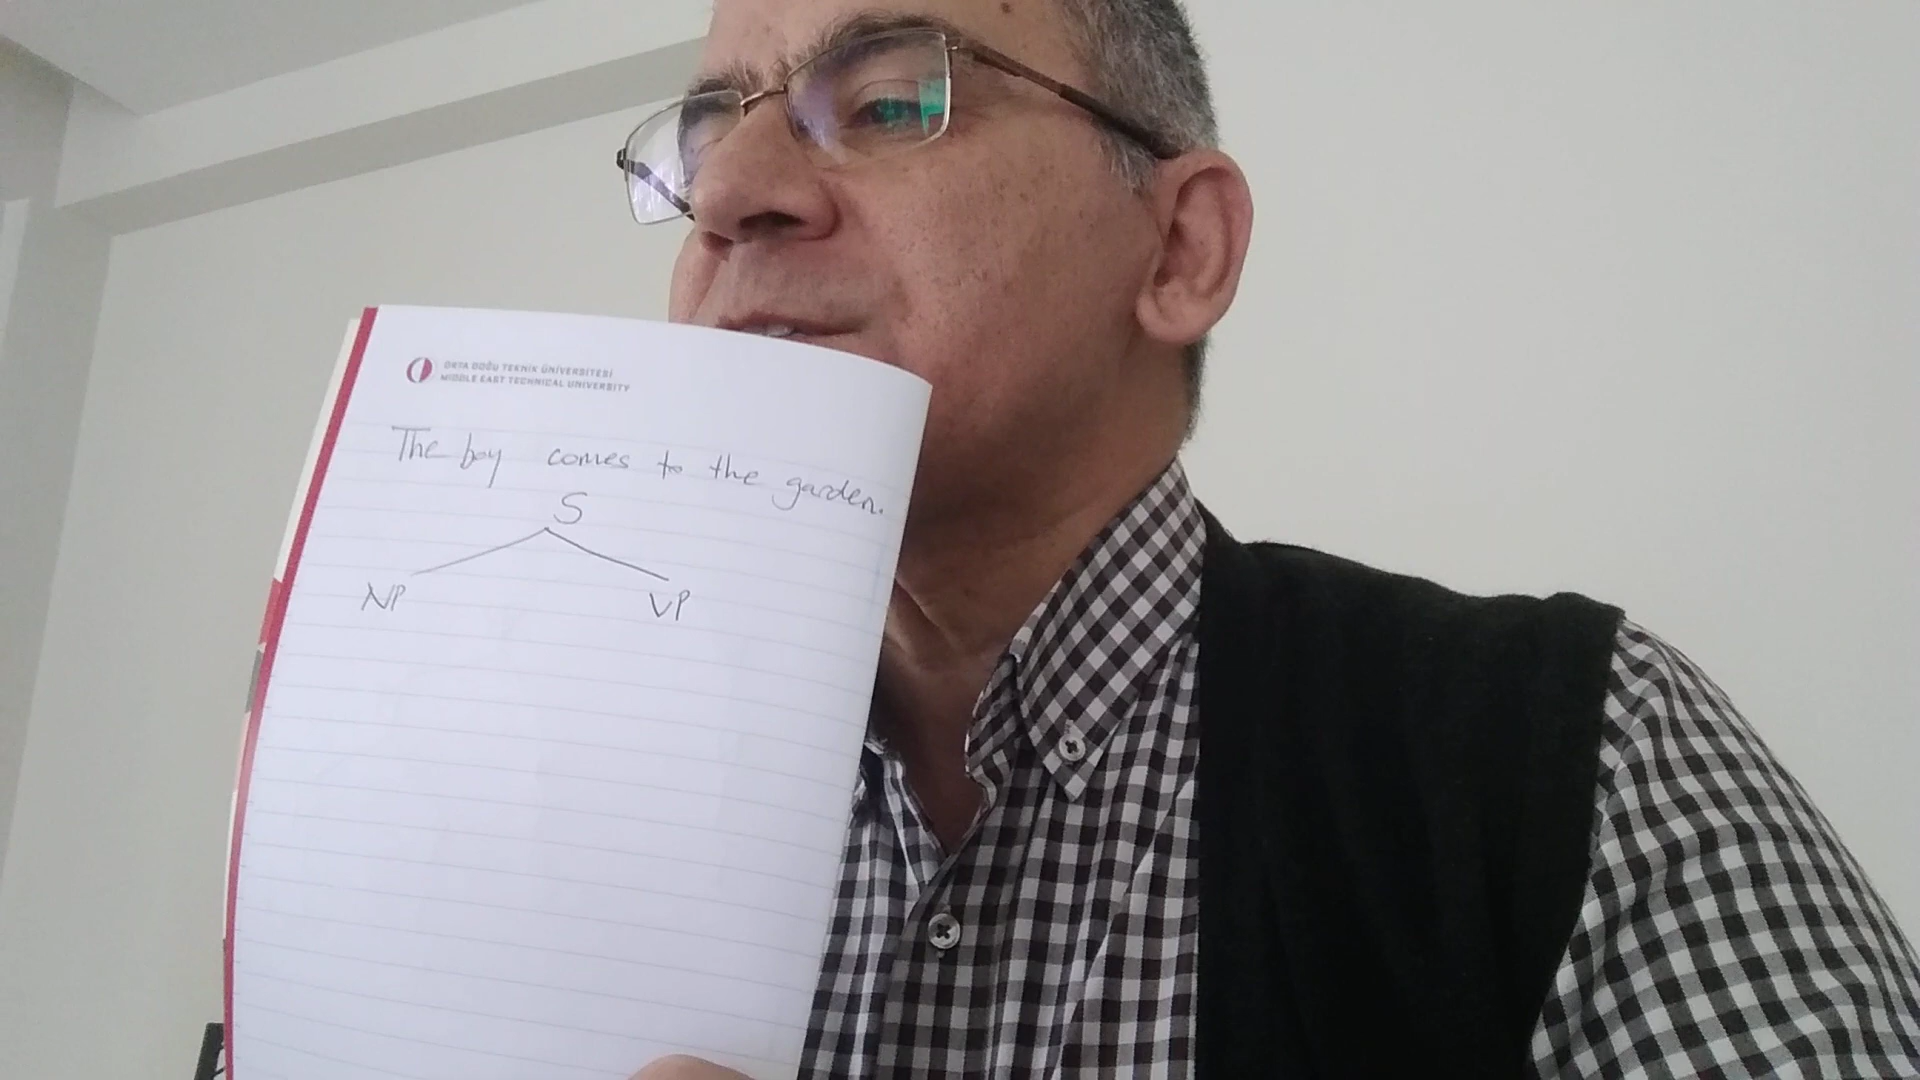 ORTA DOĞU TEKNİK ÜNİVERSİTESİ
MIDDLE EAST TECHNICAL UNIVERSITY
The boy comes to the garden.
S
NP VP